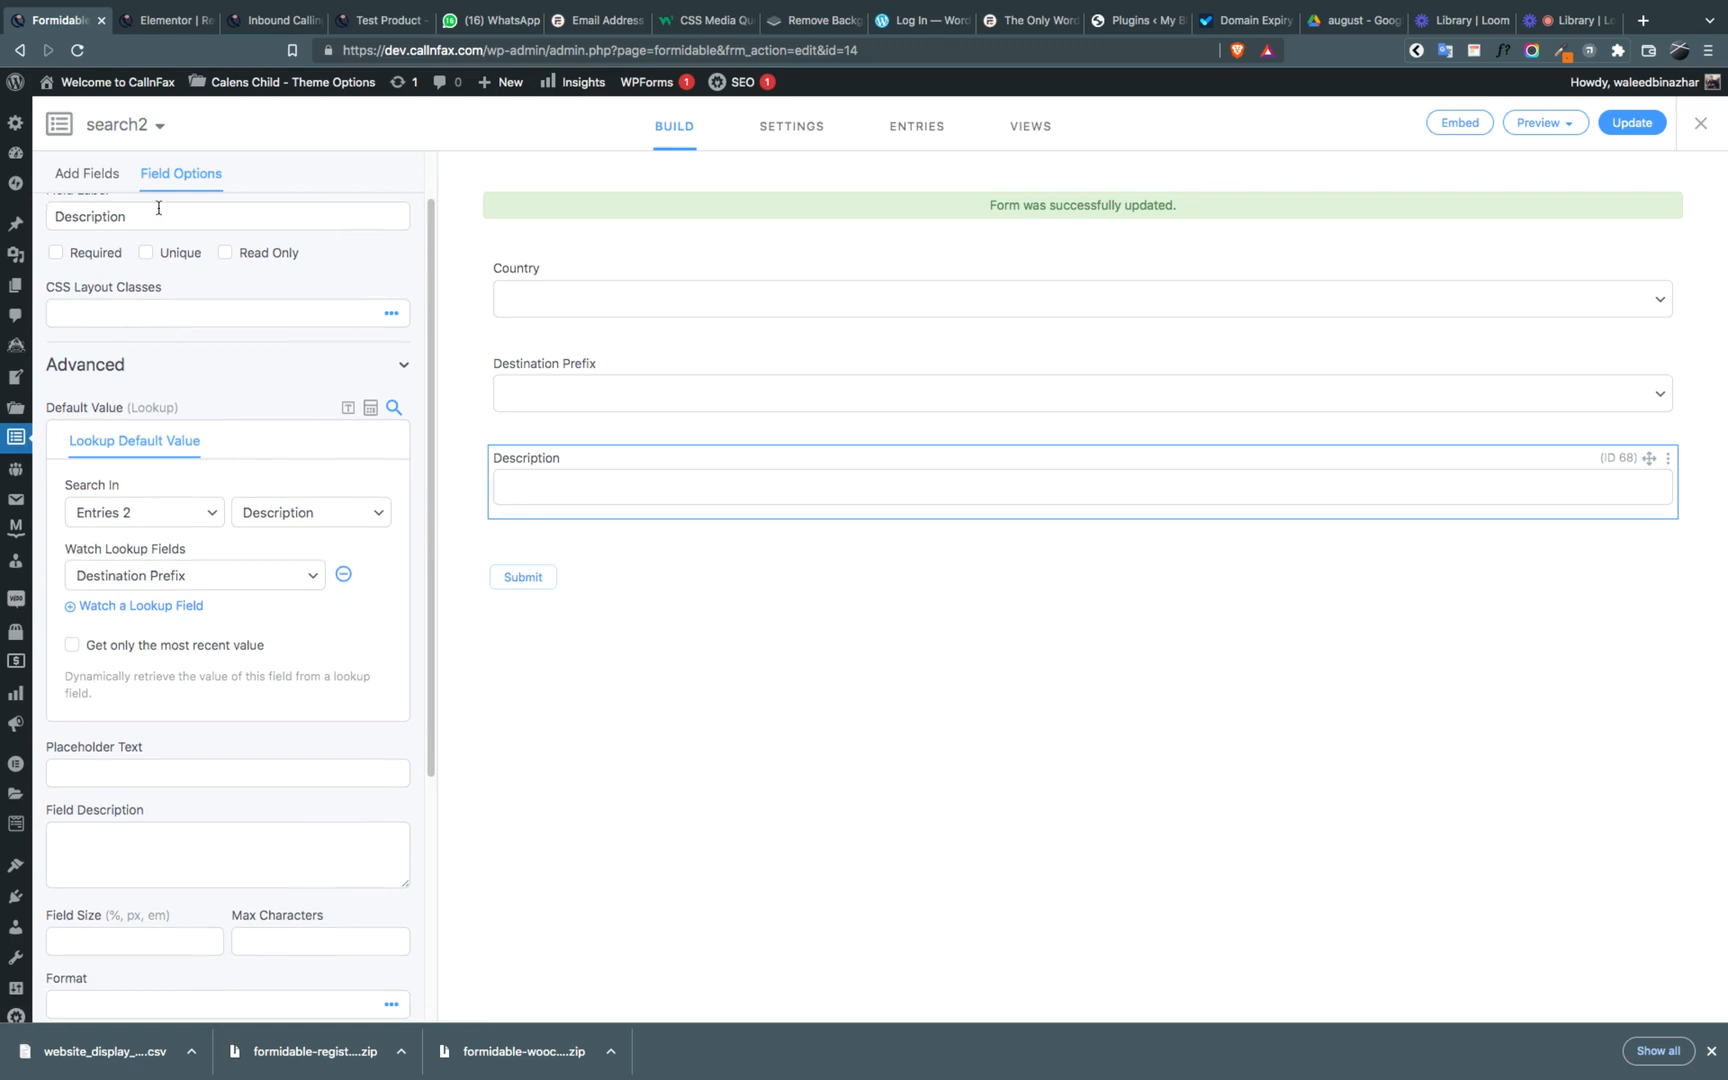 Formidable
Elementor | Re
Inbound Callin
Test Product -
(16) WhatsApp
Email Address
CSS Media Qu
Remove Backg
Log In — Word
The Only Word
Plugins ‹ My B
Domain Expiry
august - Goog
Library | Loom
Library | Lo
https://dev.callnfax.com/wp-admin/admin.php?page=formidable&frm_action=edit&id=14
Welcome to CallnFax
Calens Child - Theme Options
1
0
New
Insights
WPForms 1
SEO 1
Howdy, waleedbinazhar
search2
BUILD
SETTINGS
ENTRIES
VIEWS
Embed
Preview
Update
Add Fields
Field Options
Field Label
Description
Required
Unique
Read Only
CSS Layout Classes
Advanced
Default Value (Lookup)
Lookup Default Value
Search In
Entries 2
Description
Watch Lookup Fields
Destination Prefix
Watch a Lookup Field
Get only the most recent value
Dynamically retrieve the value of this field from a lookup
field.
Placeholder Text
Field Description
Field Size (%, px, em)
Max Characters
Format
Form was successfully updated.
Country
Destination Prefix
Description
(ID 68)
Submit
website_display_....csv
formidable-regist....zip
formidable-wooc....zip
Show all